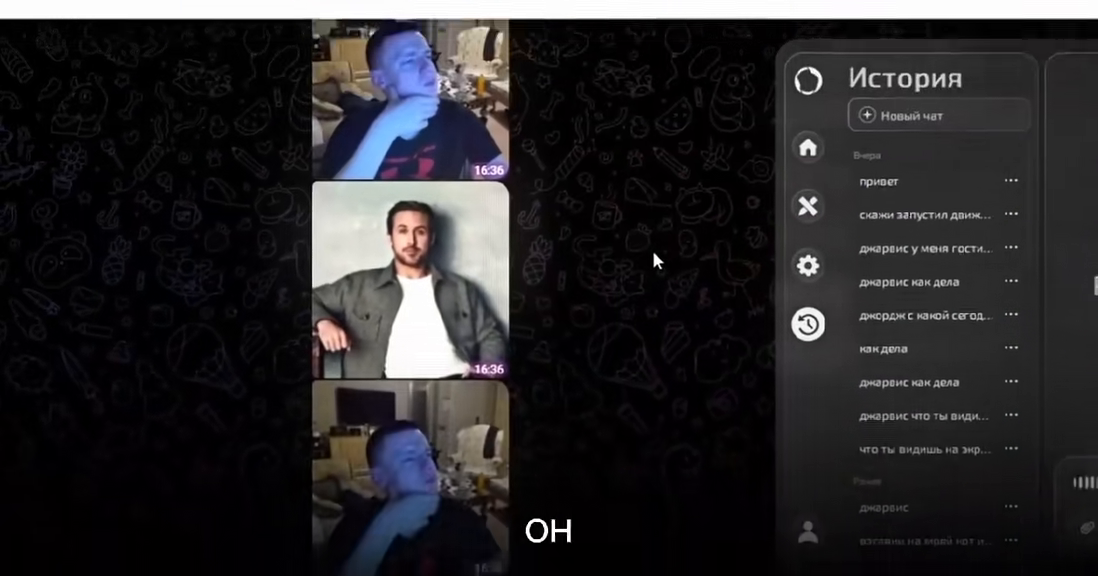 16:36
16:36
История
Новый чат
Вчера
привет
скажи запустил движ...
джарвис у меня гости...
джарвис как дела
джордж с какой сегод...
как дела
джарвис как дела
джарвис что ты види...
что ты видишь на экр...
Ранее
джарвис
ОН